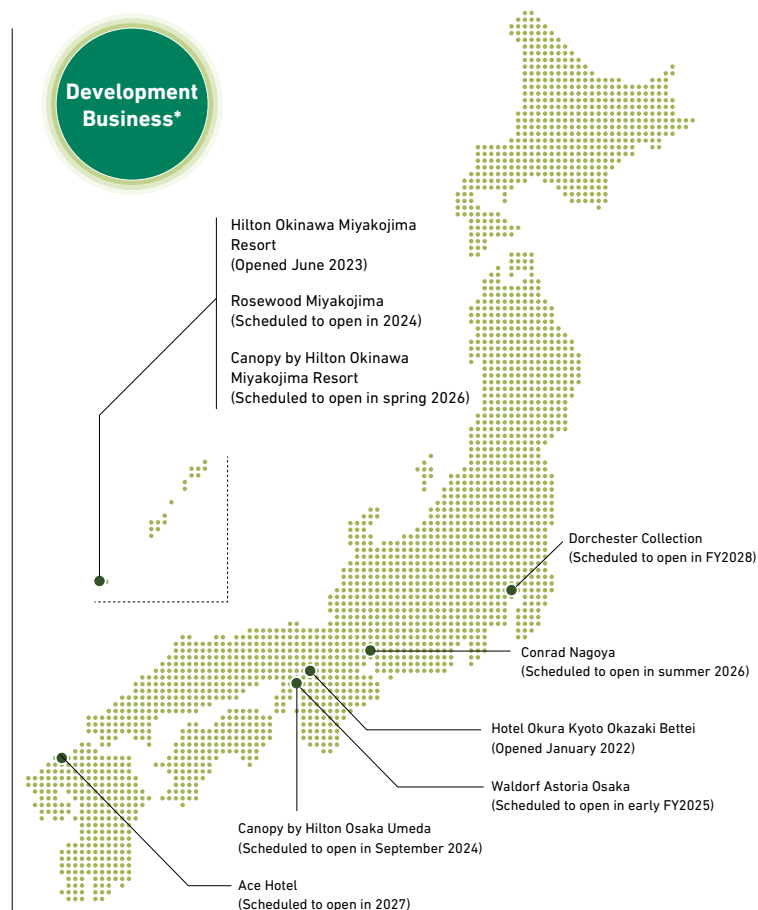 Development
Business*
Hilton Okinawa Miyakojima
Resort
(Opened June 2023)
Rosewood Miyakojima
(Scheduled to open in 2024)
Canopy by Hilton Okinawa
Miyakojima Resort
(Scheduled to open in spring 2026)
Dorchester Collection
(Scheduled to open in FY2028)
Conrad Nagoya
(Scheduled to open in summer 2026)
Hotel Okura Kyoto Okazaki Bettei
(Opened January 2022)
Waldorf Astoria Osaka
(Scheduled to open in early FY2025)
Canopy by Hilton Osaka Umeda
(Scheduled to open in September 2024)
Ace Hotel
(Scheduled to open in 2027)